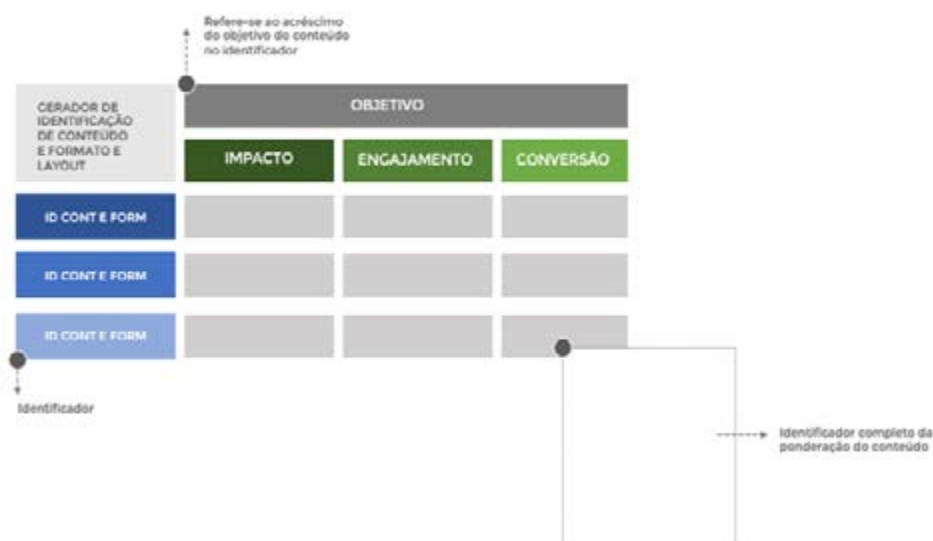 Refere-se ao acréscimo
do objetivo do conteúdo
no identificador
GERADOR DE
IDENTIFICAÇÃO
DE CONTEÚDO
E FORMATO E
LAYOUT
OBJETIVO
IMPACTO
ENGAJAMENTO
CONVERSÃO
ID CONT E FORM
ID CONT E FORM
ID CONT E FORM
Identificador
Identificador completo da
ponderação do conteúdo